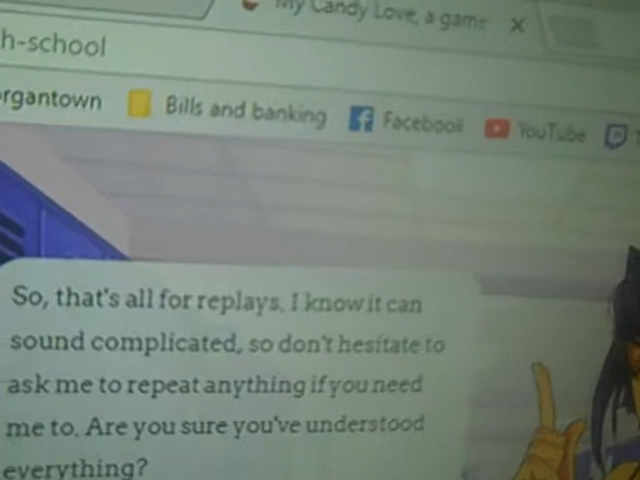 My Candy Love, a game
h-school
rgantown Bills and banking Facebook YouTube
So, that's all for replays. I know it can
sound complicated, so don't hesitate to
ask me to repeat anything if you need
me to. Are you sure you've understood
everything?